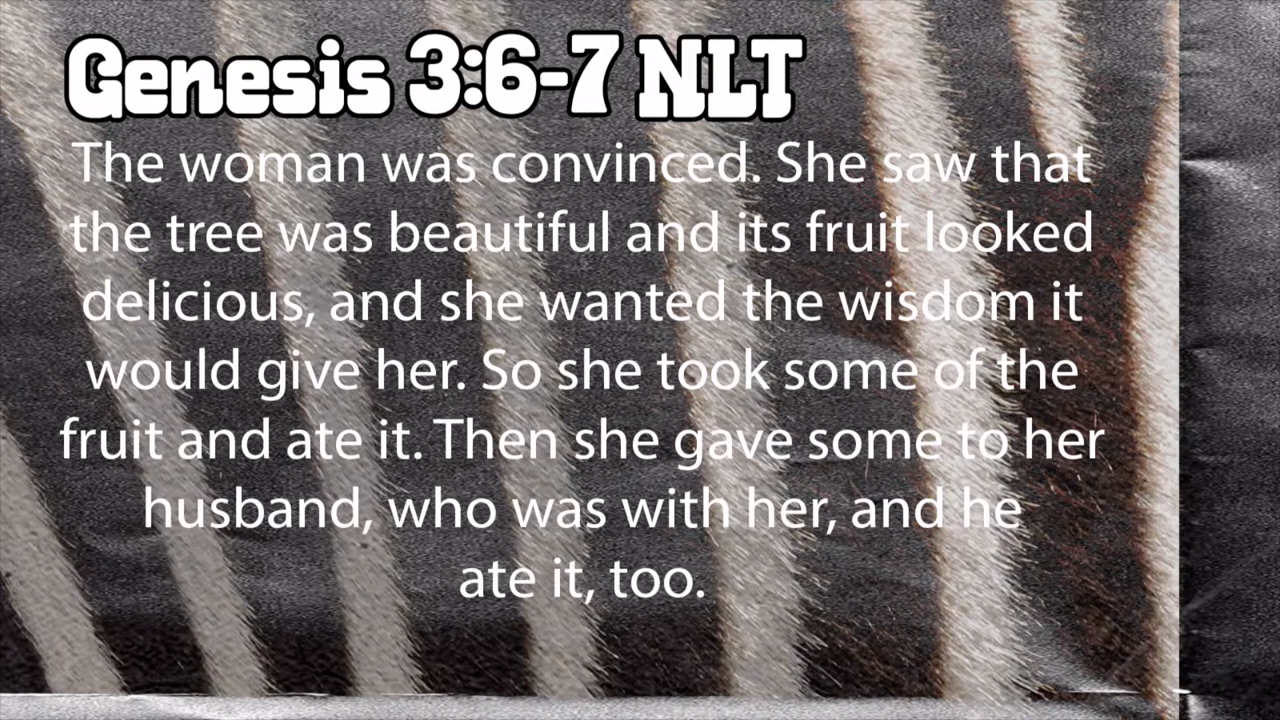 Genesis 3:6-7 NLT
The woman was convinced. She saw that
the tree was beautiful and its fruit looked
delicious, and she wanted the wisdom it
would give her. So she took some of the
fruit and ate it. Then she gave some to her
husband, who was with her, and he
ate it, too.